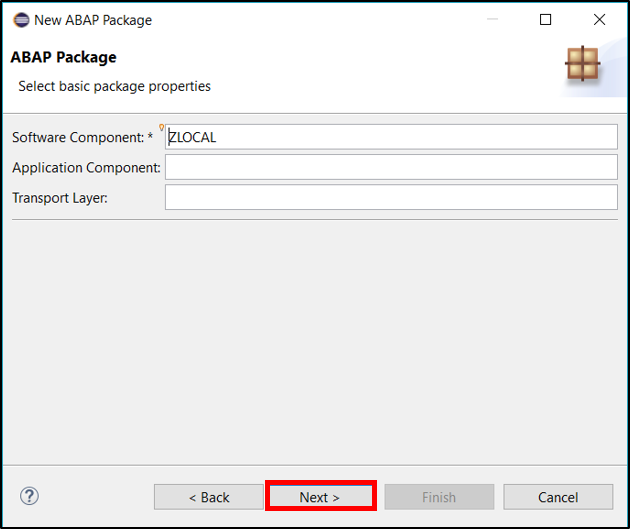 New ABAP Package
ABAP Package
Select basic package properties
Software Component: * ZLOCAL
Application Component:
Transport Layer:
? < Back Next > Finish Cancel